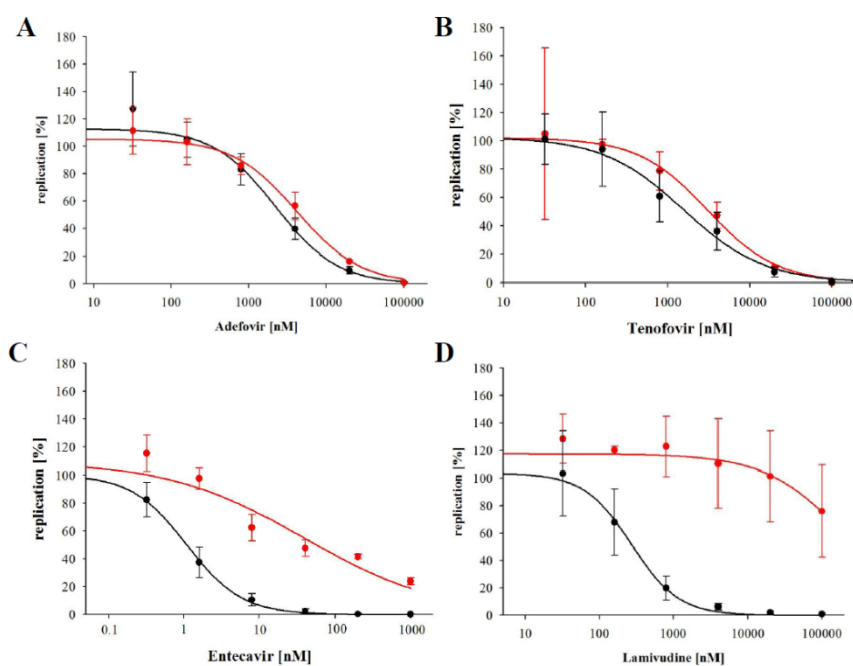 A
replication [%]
180
160
140
120
100
80
60
40
20
0
10 100 1000 10000 100000
Adefovir [nM]
B
replication [%]
180
160
140
120
100
80
60
40
20
0
10 100 1000 10000 100000
Tenofovir [nM]
C
replication [%]
180
160
140
120
100
80
60
40
20
0
0.1 1 10 100 1000
Entecavir [nM]
D
replication [%]
180
160
140
120
100
80
60
40
20
0
10 100 1000 10000 100000
Lamivudine [nM]